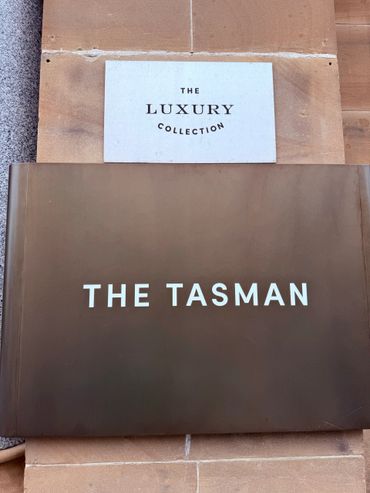 THE
LUXURY
COLLECTION
THE TASMAN